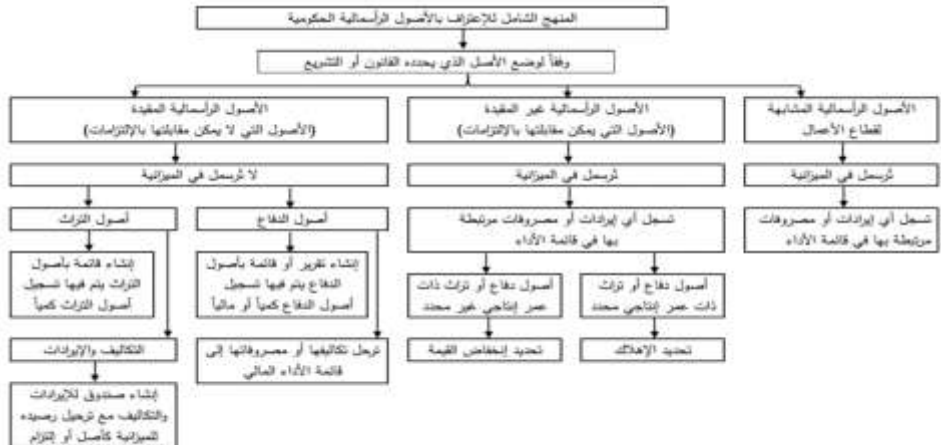 المنهج الشامل للإعتراف بالأصول الرأسمالية الحكومية
وفقاً لوضع الأصل الذي يحدده القانون أو التشريع
الأصول الرأسمالية المشابهة
لقطاع الأعمال
الأصول الرأسمالية غير المقيدة
(الأصول التي يمكن مقابلتها بالإلتزامات)
الأصول الرأسمالية المقيدة
(الأصول التي لا يمكن مقابلتها بالإلتزامات)
تُرسمل في الميزانية
تُرسمل في الميزانية
لا تُرسمل في الميزانية
تسجل أي إيرادات أو مصروفات
مرتبطة بها في قائمة الأداء
تسجل أي إيرادات أو مصروفات مرتبطة
بها في قائمة الأداء
أصول الدفاع
أصول التراث
أصول دفاع أو تراث
ذات عمر إنتاجي محدد
أصول دفاع أو تراث ذات
عمر إنتاجي غير محدد
إنشاء تقرير أو قائمة بأصول
الدفاع يتم فيها تسجيل
أصول الدفاع كمياً أو مالياً
إنشاء قائمة بأصول
التراث يتم فيها تسجيل
أصول التراث كمياً
تحديد الإهلاك
تحديد إنخفاض القيمة
ترحل تكاليفها أو مصروفاتها إلى
قائمة الأداء المالي
التكاليف والإيرادات
إنشاء صندوق للإيرادات
والتكاليف مع ترحيل رصيده
للميزانية كأصل أو إلتزام